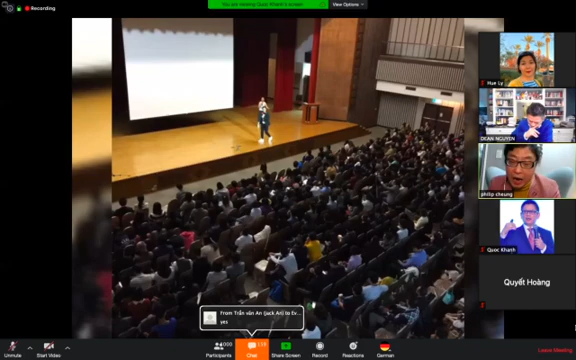 Recording
You are viewing Quoc Khanh's screen
View Options
Hue Ly
DEAN NGUYEN
philip cheung
Quoc Khanh
Quyết Hoàng
From Trần văn An (jack An) to Ev...
yes
Unmute
Start Video
Participants
Chat
Share Screen
Record
Reactions
German
Leave Meeting